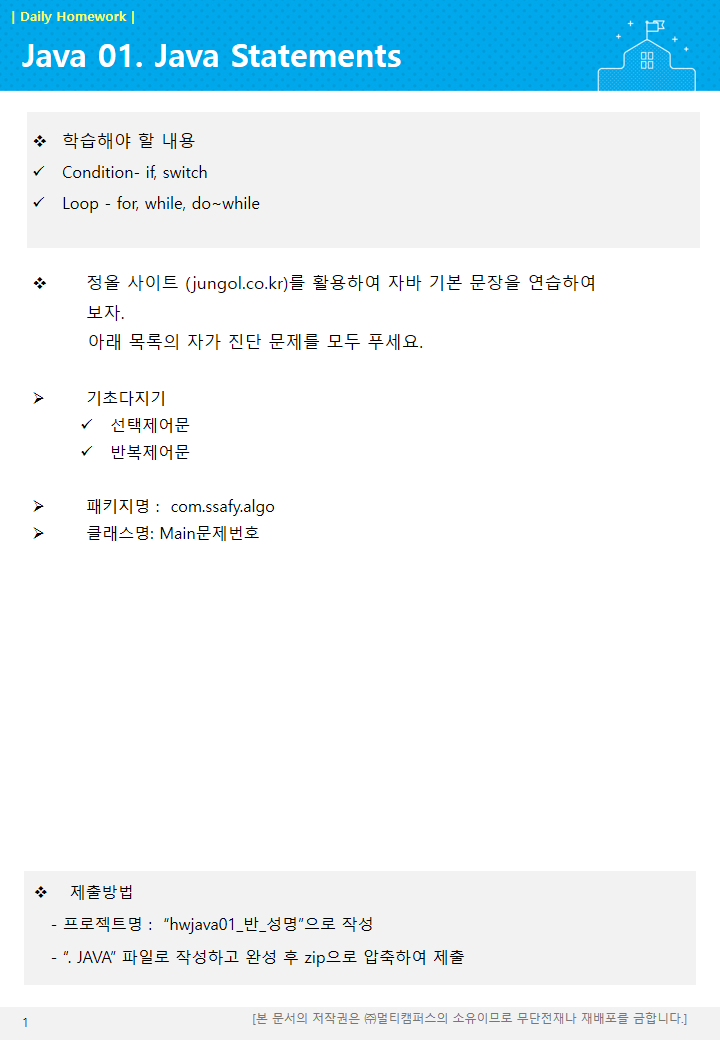 | Daily Homework |
Java 01. Java Statements
❖ 학습해야 할 내용
✓ Condition- if, switch
✓ Loop - for, while, do~while
❖ 정올 사이트 (jungol.co.kr)를 활용하여 자바 기본 문장을 연습하여
보자.
아래 목록의 자가 진단 문제를 모두 푸세요.
➢ 기초다지기
✓ 선택제어문
✓ 반복제어문
➢ 패키지명 : com.ssafy.algo
➢ 클래스명: Main문제번호
❖ 제출방법
- 프로젝트명 : “hwjava01_반_성명”으로 작성
- “. JAVA” 파일로 작성하고 완성 후 zip으로 압축하여 제출
1
[본 문서의 저작권은 ㈜멀티캠퍼스의 소유이므로 무단전재나 재배포를 금합니다.]